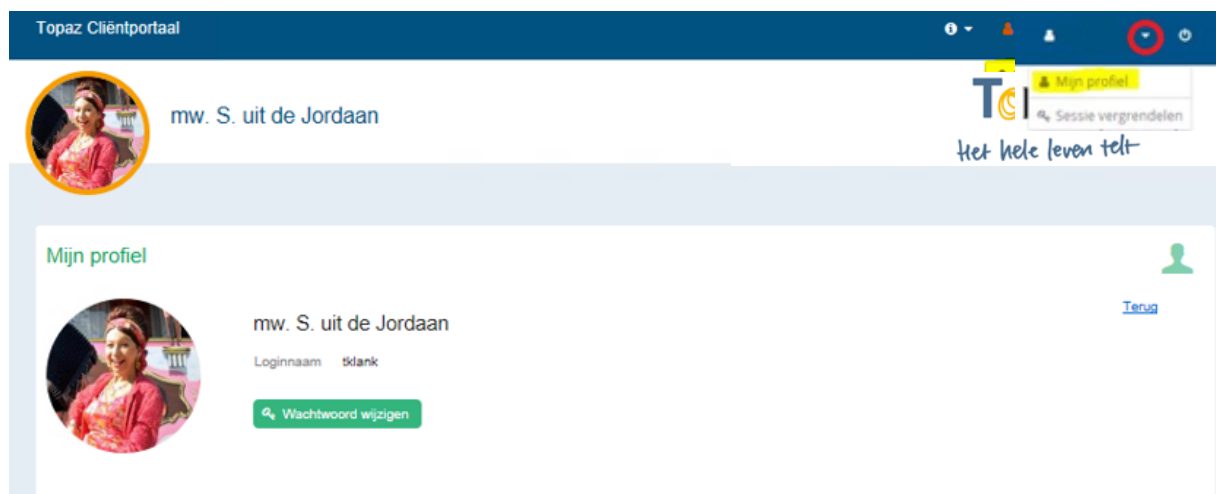 Topaz Cliëntportaal
Mijn profiel
mw. S. uit de Jordaan
Sessie vergrendelen
Het hele leven telt
Mijn profiel
Terug
mw. S. uit de Jordaan
Loginnaam tklank
Wachtwoord wijzigen